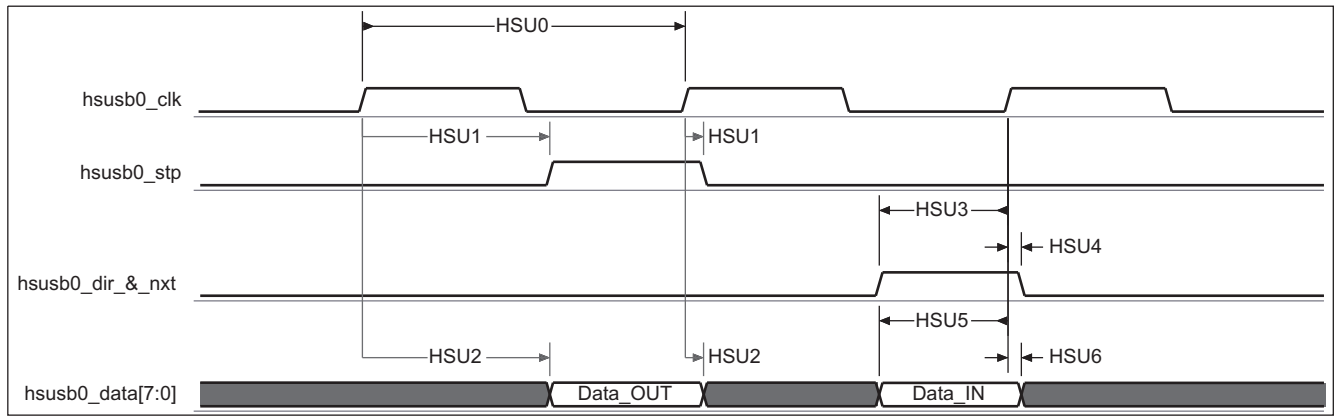 HSU0
hsusb0_clk
HSU1 HSU1
hsusb0_stp
HSU3
HSU4
hsusb0_dir_&_nxt
HSU5
HSU2 HSU2 HSU6
hsusb0_data[7:0] Data_OUT Data_IN